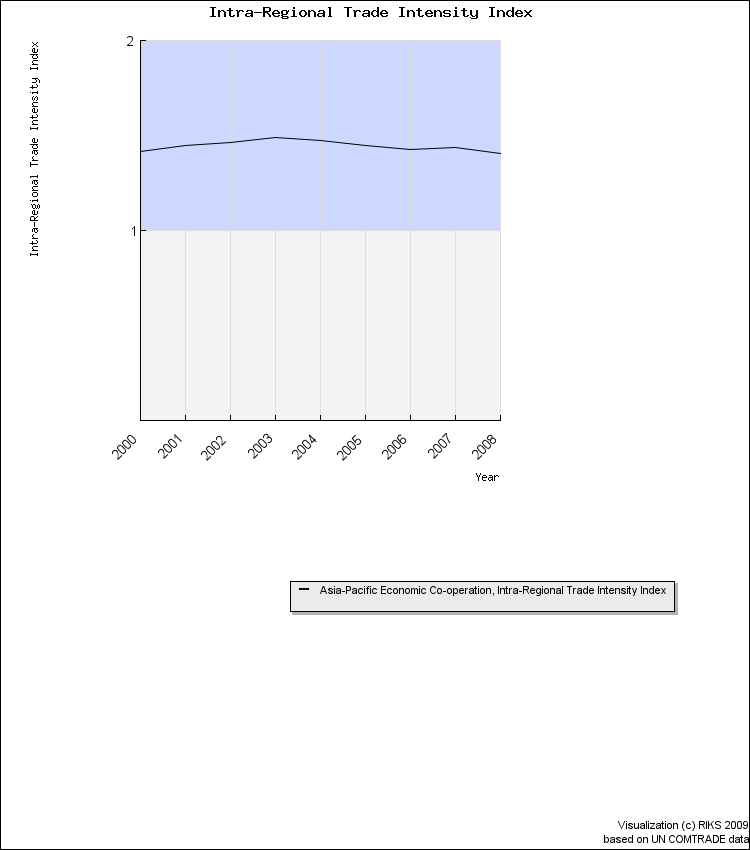 Intra-Regional Trade Intensity Index
Intra-Regional Trade Intensity Index
2
1
2000 2001 2002 2003 2004 2005 2006 2007 2008
Year
Asia-Pacific Economic Co-operation, Intra-Regional Trade Intensity Index
Visualization (c) RIKS 2009
based on UN COMTRADE data